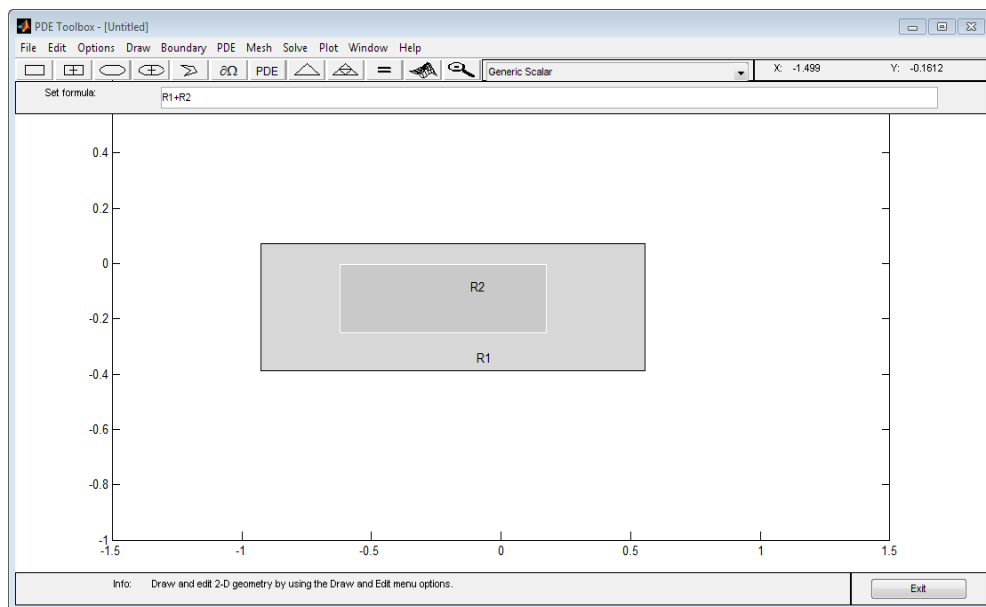 PDE Toolbox - [Untitled]
File Edit Options Draw Boundary PDE Mesh Solve Plot Window Help
∂Ω PDE = Generic Scalar X: -1.499 Y: -0.1612
Set formula: R1+R2
0.4
0.2
0
R2
-0.2
R1
-0.4
-0.6
-0.8
-1
-1.5 -1 -0.5 0 0.5 1 1.5
Info: Draw and edit 2-D geometry by using the Draw and Edit menu options. Exit